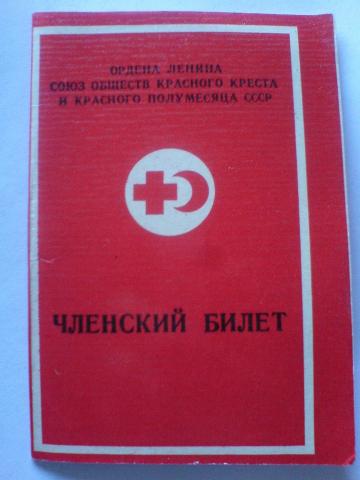 ОРДЕНА ЛЕНИНА
СОЮЗ ОБЩЕСТВ КРАСНОГО КРЕСТА
И КРАСНОГО ПОЛУМЕСЯЦА СССР
ЧЛЕНСКИЙ БИЛЕТ